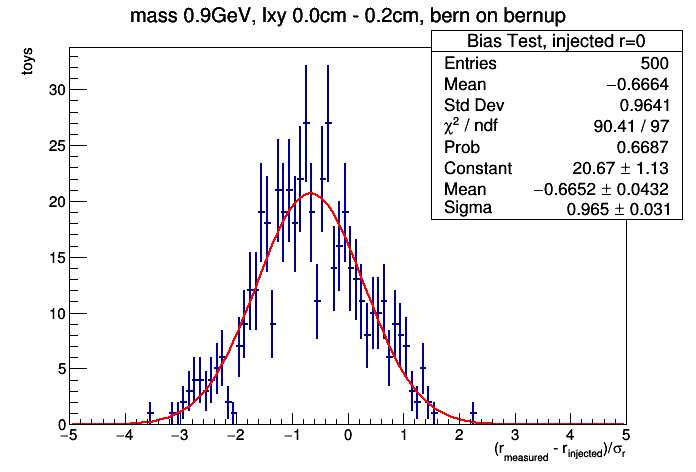 mass 0.9GeV, lxy 0.0cm - 0.2cm, bern on bernup
Bias Test, injected r=0
Entries 500
Mean −0.6664
Std Dev 0.9641
χ² / ndf 90.41 / 97
Prob 0.6687
Constant 20.67 ± 1.13
Mean −0.6652 ± 0.0432
Sigma 0.965 ± 0.031
toys
30
25
20
15
10
5
0
−5 −4 −3 −2 −1 0 1 2 3 4 5
(r_measured - r_injected)/σ_r